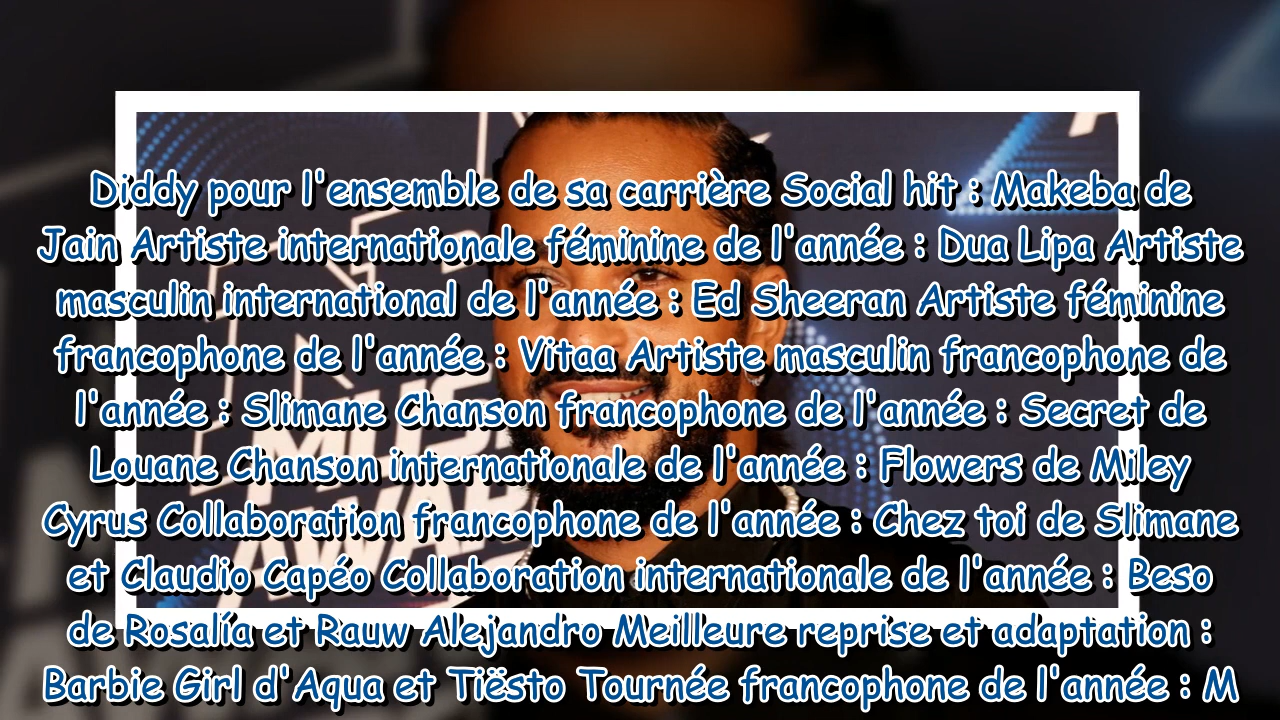 Diddy pour l'ensemble de sa carrière Social hit : Makeba de
Jain Artiste internationale féminine de l'année : Dua Lipa Artiste
masculin international de l'année : Ed Sheeran Artiste féminine
francophone de l'année : Vitaa Artiste masculin francophone de
l'année : Slimane Chanson francophone de l'année : Secret de
Louane Chanson internationale de l'année : Flowers de Miley
Cyrus Collaboration francophone de l'année : Chez toi de Slimane
et Claudio Capéo Collaboration internationale de l'année : Beso
de Rosalía et Rauw Alejandro Meilleure reprise et adaptation :
Barbie Girl d'Aqua et Tiësto Tournée francophone de l'année : M